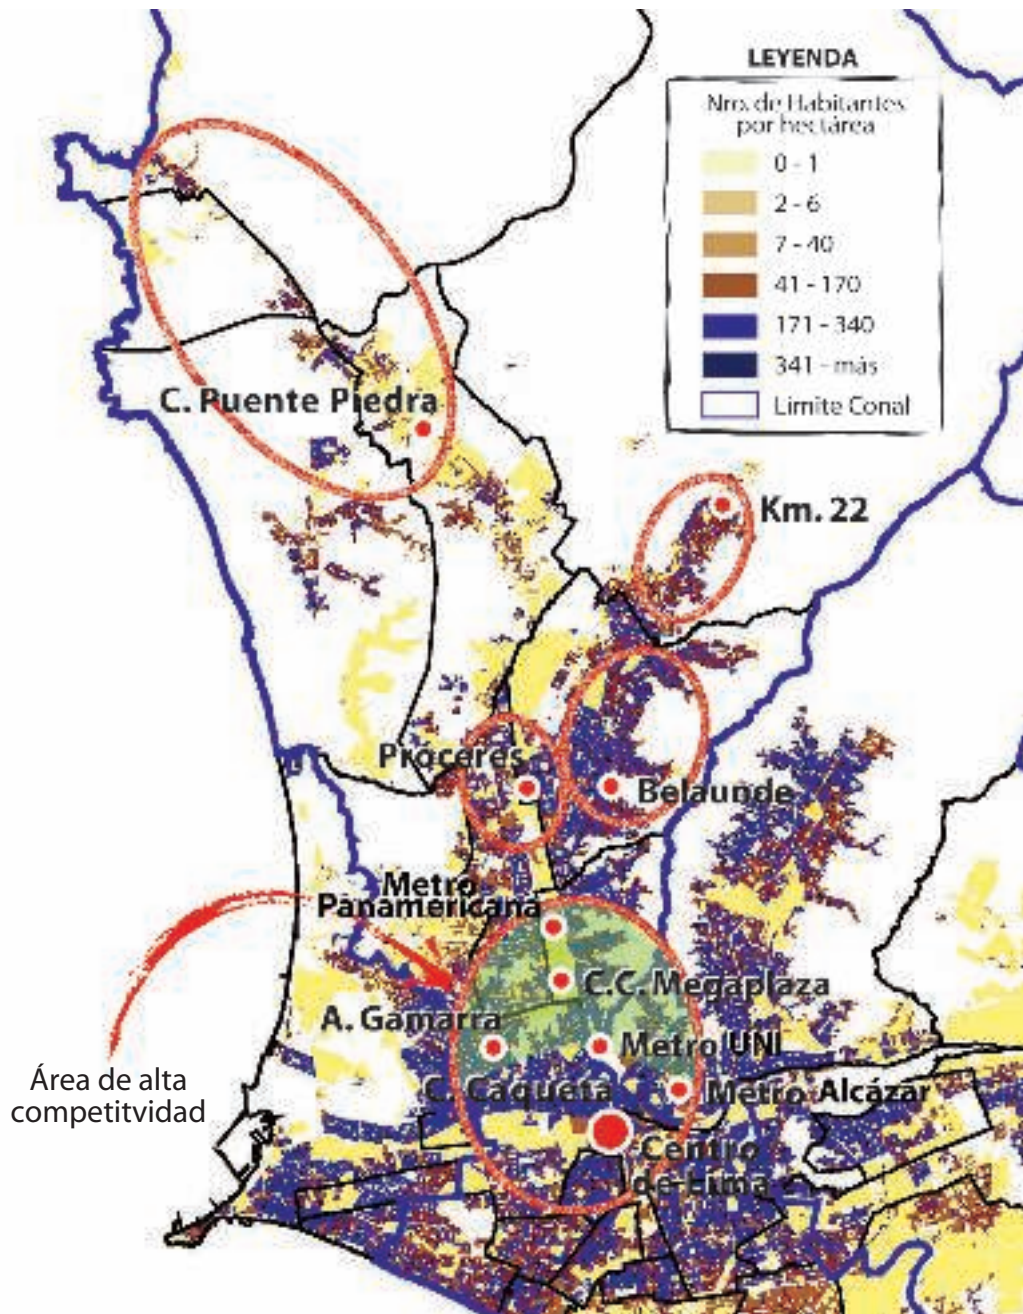 LEYENDA
Nro. de Habitantes
por hectárea
0 - 1
2 - 6
7 - 40
41 - 170
171 - 340
341 - más
Limite Conal
C. Puente Piedra
Km. 22
Próceres
Belaunde
Metro
Panamericana
C.C. Megaplaza
A. Gamarra
Metro UNI
C. Caquetá
Metro Alcázar
Centro
de Lima
Área de alta
competitvidad